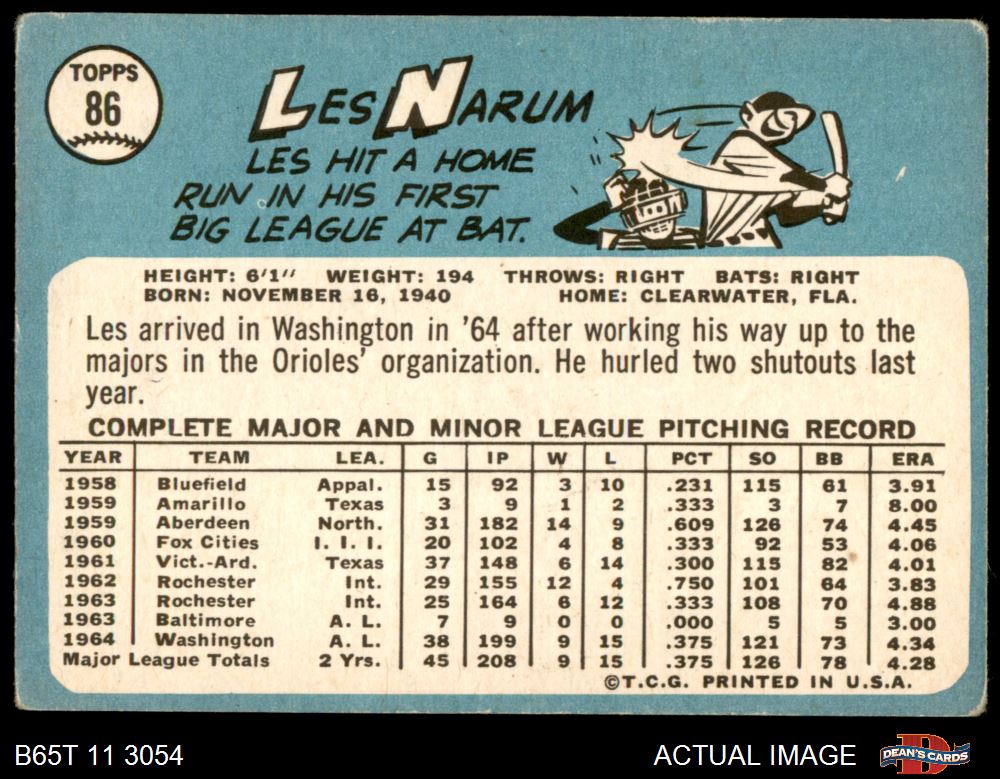 TOPPS
86
LES NARUM
LES HIT A HOME
RUN IN HIS FIRST
BIG LEAGUE AT BAT.
HEIGHT: 6'1" WEIGHT: 194 THROWS: RIGHT BATS: RIGHT
BORN: NOVEMBER 16, 1940 HOME: CLEARWATER, FLA.
Les arrived in Washington in '64 after working his way up to the
majors in the Orioles' organization. He hurled two shutouts last
year.
COMPLETE MAJOR AND MINOR LEAGUE PITCHING RECORD
YEAR TEAM LEA. G IP W L PCT SO BB ERA
1958 Bluefield Appal. 15 92 3 10 .231 115 61 3.91
1959 Amarillo Texas 3 9 1 2 .333 3 7 8.00
1959 Aberdeen North. 31 182 14 9 .609 126 74 4.45
1960 Fox Cities I. I. I. 20 102 4 8 .333 92 53 4.06
1961 Vict.-Ard. Texas 37 148 6 14 .300 115 82 4.01
1962 Rochester Int. 29 155 12 4 .750 101 64 3.83
1963 Rochester Int. 25 164 6 12 .333 108 70 4.88
1963 Baltimore A. L. 7 9 0 0 .000 5 5 3.00
1964 Washington A. L. 38 199 9 15 .375 121 73 4.34
Major League Totals 2 Yrs. 45 208 9 15 .375 126 78 4.28
©T.C.G. PRINTED IN U.S.A.
B65T 11 3054 ACTUAL IMAGE DEAN'S CARDS